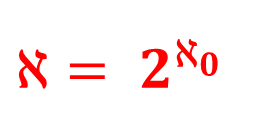 ℵ = 2^ℵ₀